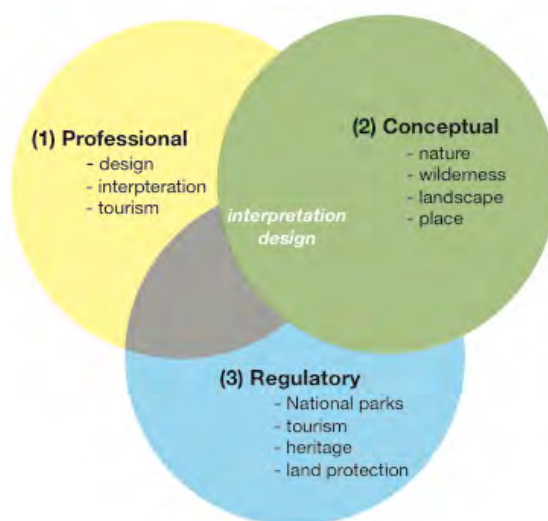 (1) Professional
- design
- interpteration
- tourism
(2) Conceptual
- nature
- wilderness
- landscape
- place
interpretation
design
(3) Regulatory
- National parks
- tourism
- heritage
- land protection